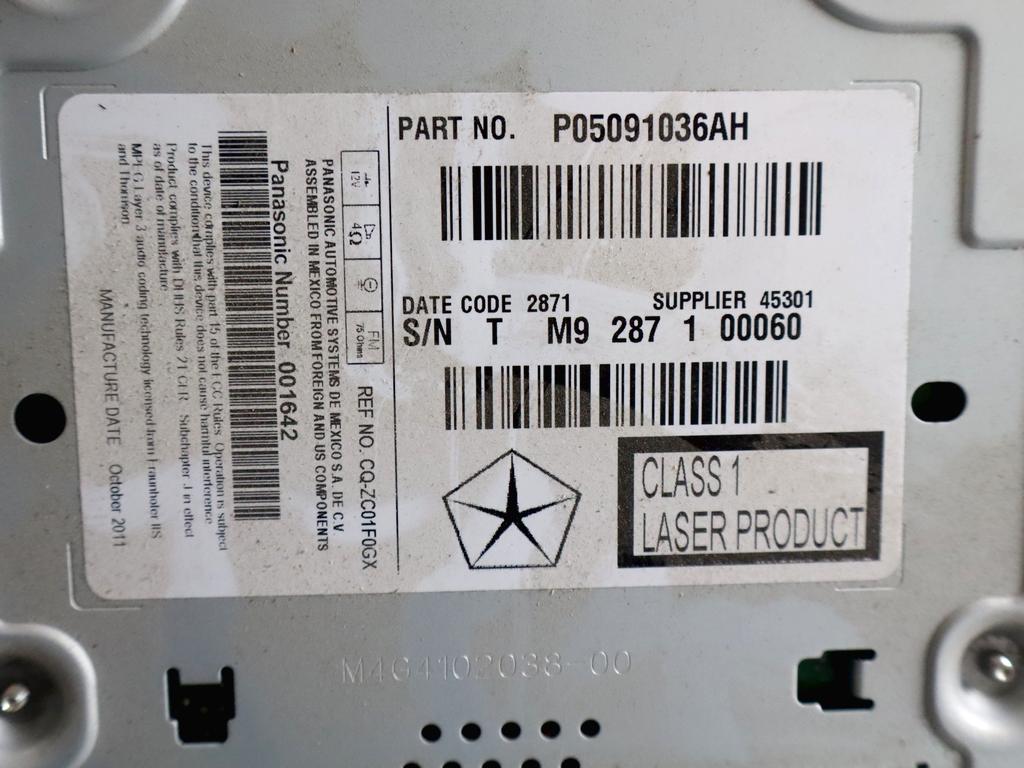 PART NO. P05091036AH
DATE CODE 2871 SUPPLIER 45301
S/N T M9 287 1 00060
CLASS 1
LASER PRODUCT
12V 4Ω FM 75 Ohms
REF NO. CQ-ZC01F0GX
PANASONIC AUTOMOTIVE SYSTEMS DE MEXICO S.A. DE C.V.
ASSEMBLED IN MEXICO FROM FOREIGN AND US COMPONENTS
Panasonic Number 001642
This device complies with part 15 of the FCC Rules. Operation is subject
to the condition that this device does not cause harmful interference
Product complies with DHHS Rules 21 CFR Subchapter J in effect
as of date of manufacture
MPEG Layer 3 audio coding technology licensed from Fraunhofer IIS
and Thomson.
MANUFACTURE DATE October 2011
M4G4102038-00